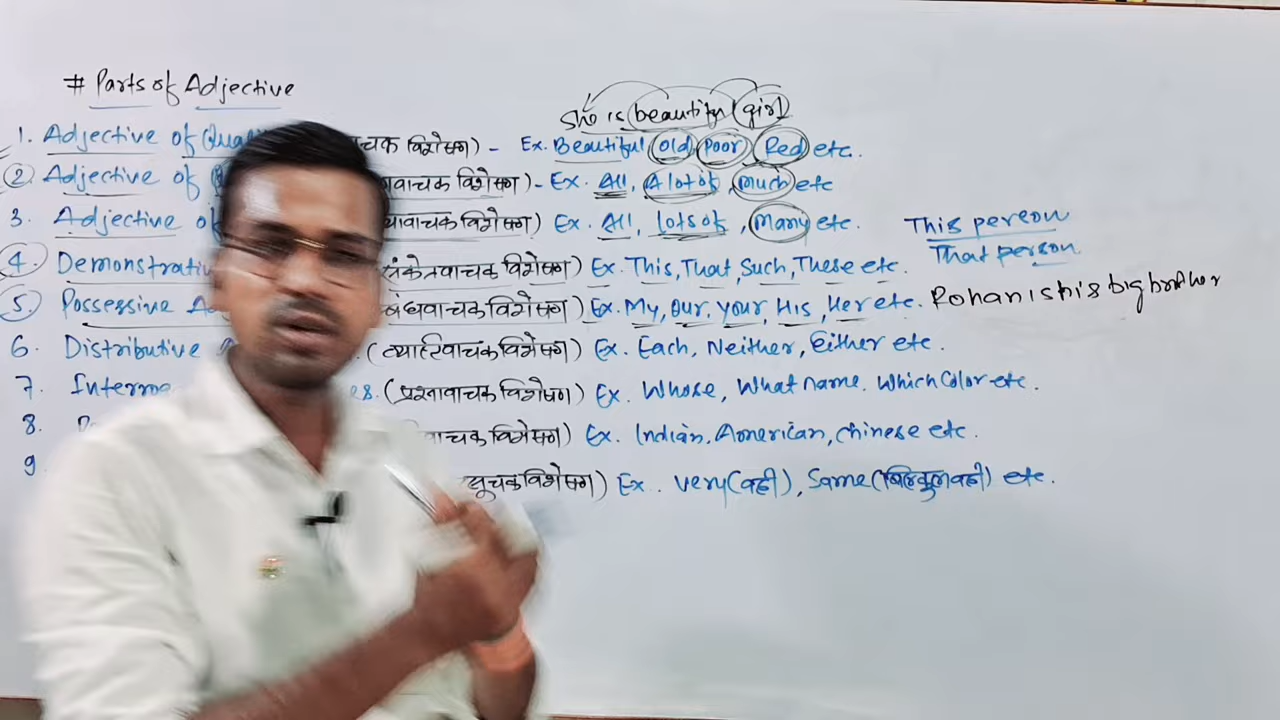 # Parts of Adjective
She is beautiful girl
1. Adjective of वाचक विशेषण) - Ex. Beautiful Old Poor, Red etc.
2. Adjective of वाचक विशेषण) - Ex. All, A lot of, Much etc
3. Adjective of वाचक विशेषण) Ex. All, lots of, Many etc.
This person
That person.
4. संकेतवाचक विशेषण) Ex. This, That, Such, These etc.
5. Possessive विशेषण) Ex. My, Our, your, His, Her etc. Rohan is his big brother
6. Distributive (व्यष्टिवाचक विशेषण) Ex. Each, Neither, Either etc.
7. es. (प्रश्नवाचक विशेषण) Ex. Whose, What name. Which Color etc.
8. वाचक विशेषण) Ex. Indian, American, chinese etc.
9 सूचक विशेषण) Ex. very(वही), Same(बिल्कुल वही) etc.